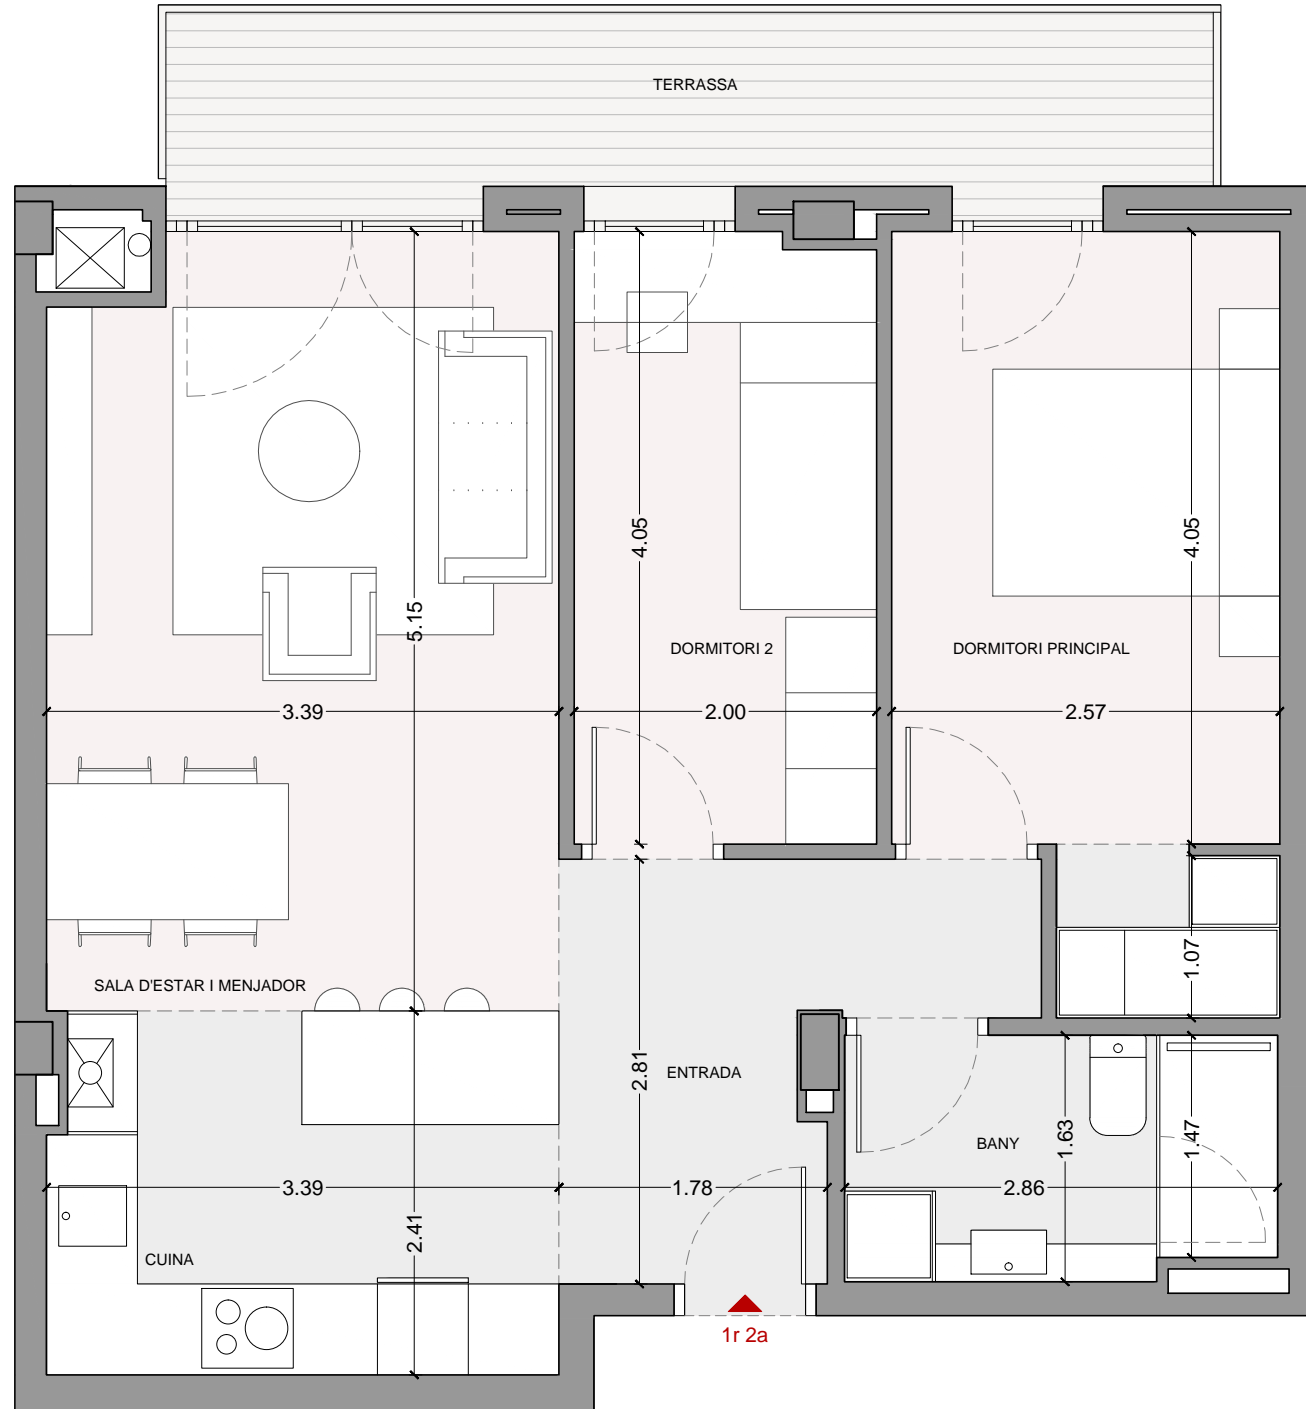 TERRASSA
4.05
4.05
5.15
DORMITORI 2
DORMITORI PRINCIPAL
3.39
2.00
2.57
1.07
SALA D'ESTAR I MENJADOR
2.81
ENTRADA
1.63
1.47
BANY
3.39
1.78
2.86
2.41
CUINA
1r 2a